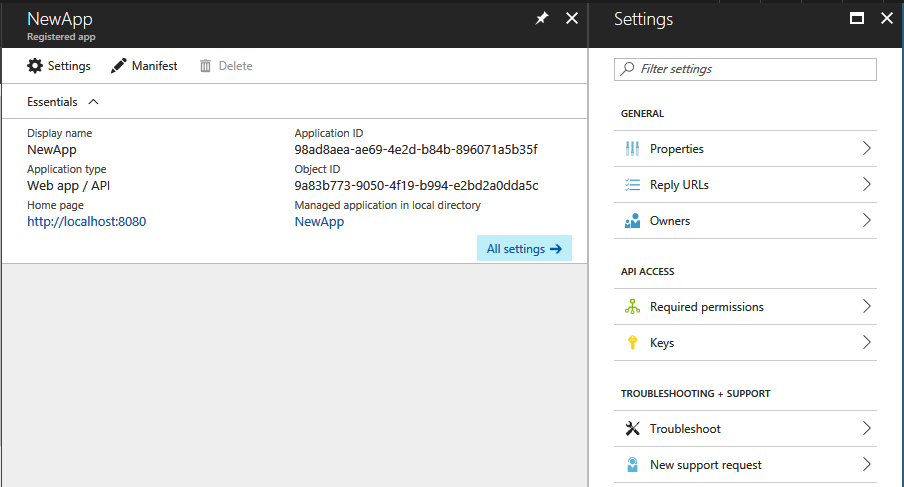 NewApp
Registered app
Settings
Manifest
Delete
Essentials
Display name
NewApp
Application type
Web app / API
Home page
http://localhost:8080
Application ID
98ad8aea-ae69-4e2d-b84b-896071a5b35f
Object ID
9a83b773-9050-4f19-b994-e2bd2a0dda5c
Managed application in local directory
NewApp
All settings
Settings
Filter settings
GENERAL
Properties
Reply URLs
Owners
API ACCESS
Required permissions
Keys
TROUBLESHOOTING + SUPPORT
Troubleshoot
New support request